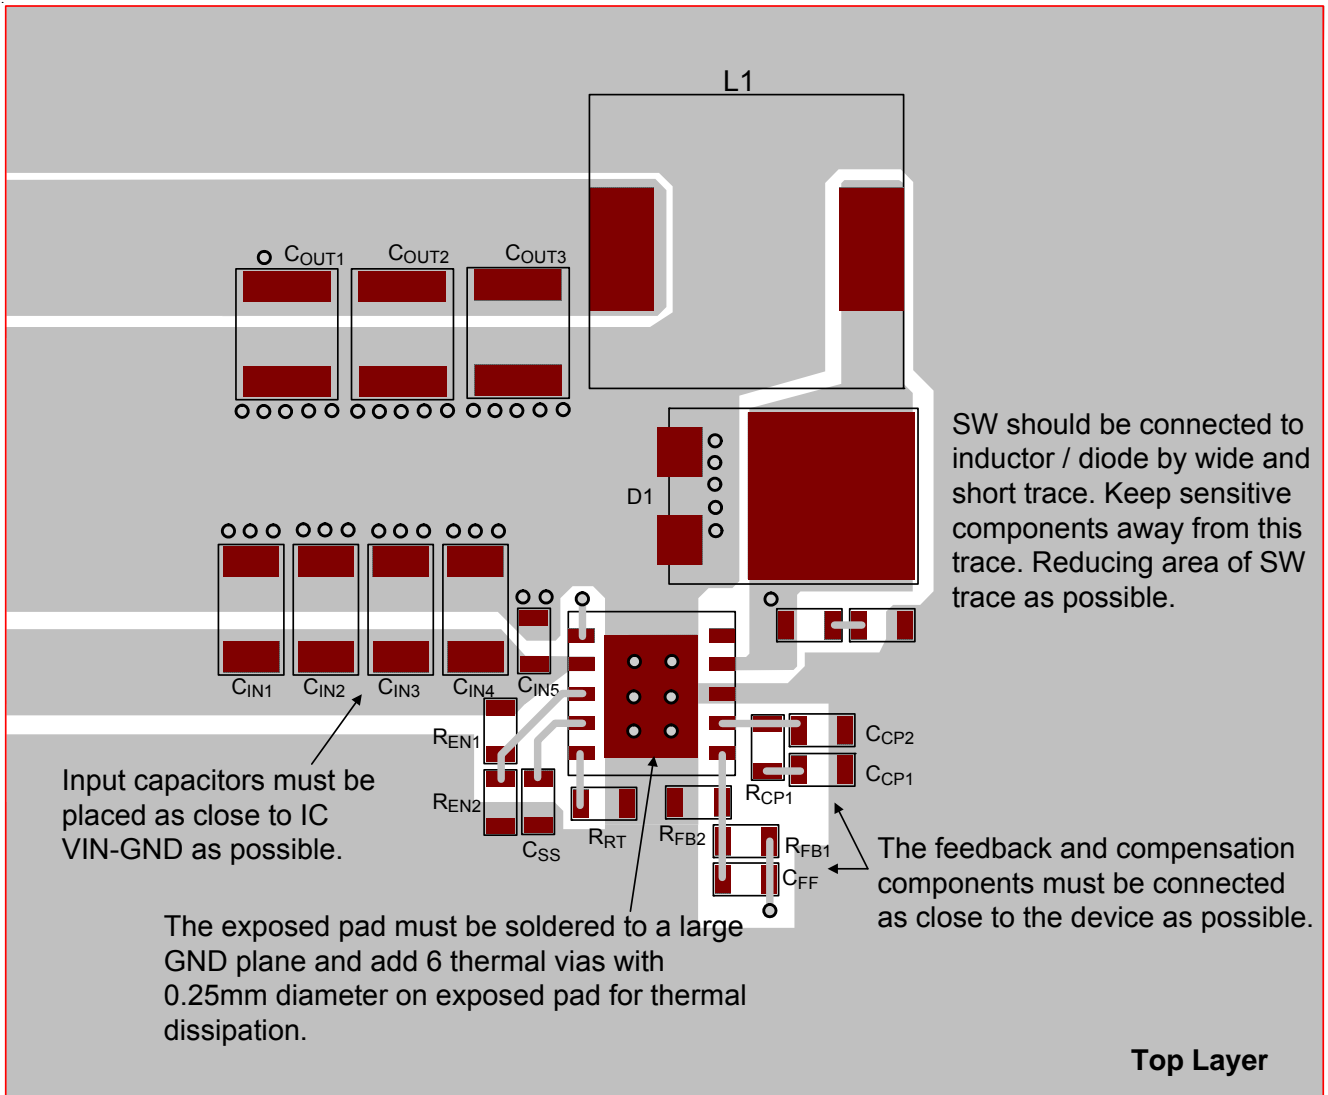 L1
COUT1
COUT2
COUT3
SW should be connected to
inductor / diode by wide and
short trace. Keep sensitive
components away from this
trace. Reducing area of SW
trace as possible.
D1
CIN1
CIN2
CIN3
CIN4
CIN5
REN1
CCP2
CCP1
RCP1
Input capacitors must be
placed as close to IC
VIN-GND as possible.
REN2
CSS
RRT
RFB2
RFB1
CFF
The feedback and compensation
components must be connected
as close to the device as possible.
The exposed pad must be soldered to a large
GND plane and add 6 thermal vias with
0.25mm diameter on exposed pad for thermal
dissipation.
Top Layer